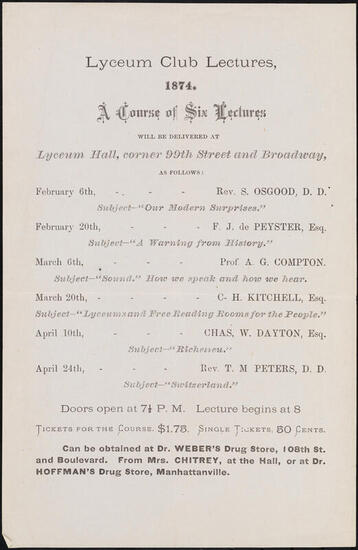 Lyceum Club Lectures,
1874.
A Course of Six Lectures
WILL BE DELIVERED AT
Lyceum Hall, corner 99th Street and Broadway,
AS FOLLOWS:
February 6th, - - - Rev. S. OSGOOD, D. D.
Subject-"Our Modern Surprises."
February 20th, - - - F. J. de PEYSTER, Esq.
Subject-"A Warning from History."
March 6th, - - - Prof A. G. COMPTON.
Subject-"Sound." How we speak and how we hear.
March 20th, - - - C- H. KITCHELL, Esq.
Subject-"Lyceums and Free Reading Rooms for the People."
April 10th, - - - CHAS, W. DAYTON, Esq.
Subject-"Richeneu."
April 24th, - - - Rev. T. M PETERS, D. D.
Subject-"Switzerland."
Doors open at 7½ P. M. Lecture begins at 8
TICKETS FOR THE COURSE. $1.75. SINGLE TICKETS, 50 CENTS.
Can be obtained at Dr. WEBER'S Drug Store, 108th St.
and Boulevard. From Mrs. CHITREY, at the Hall, or at Dr.
HOFFMAN'S Drug Store, Manhattanville.